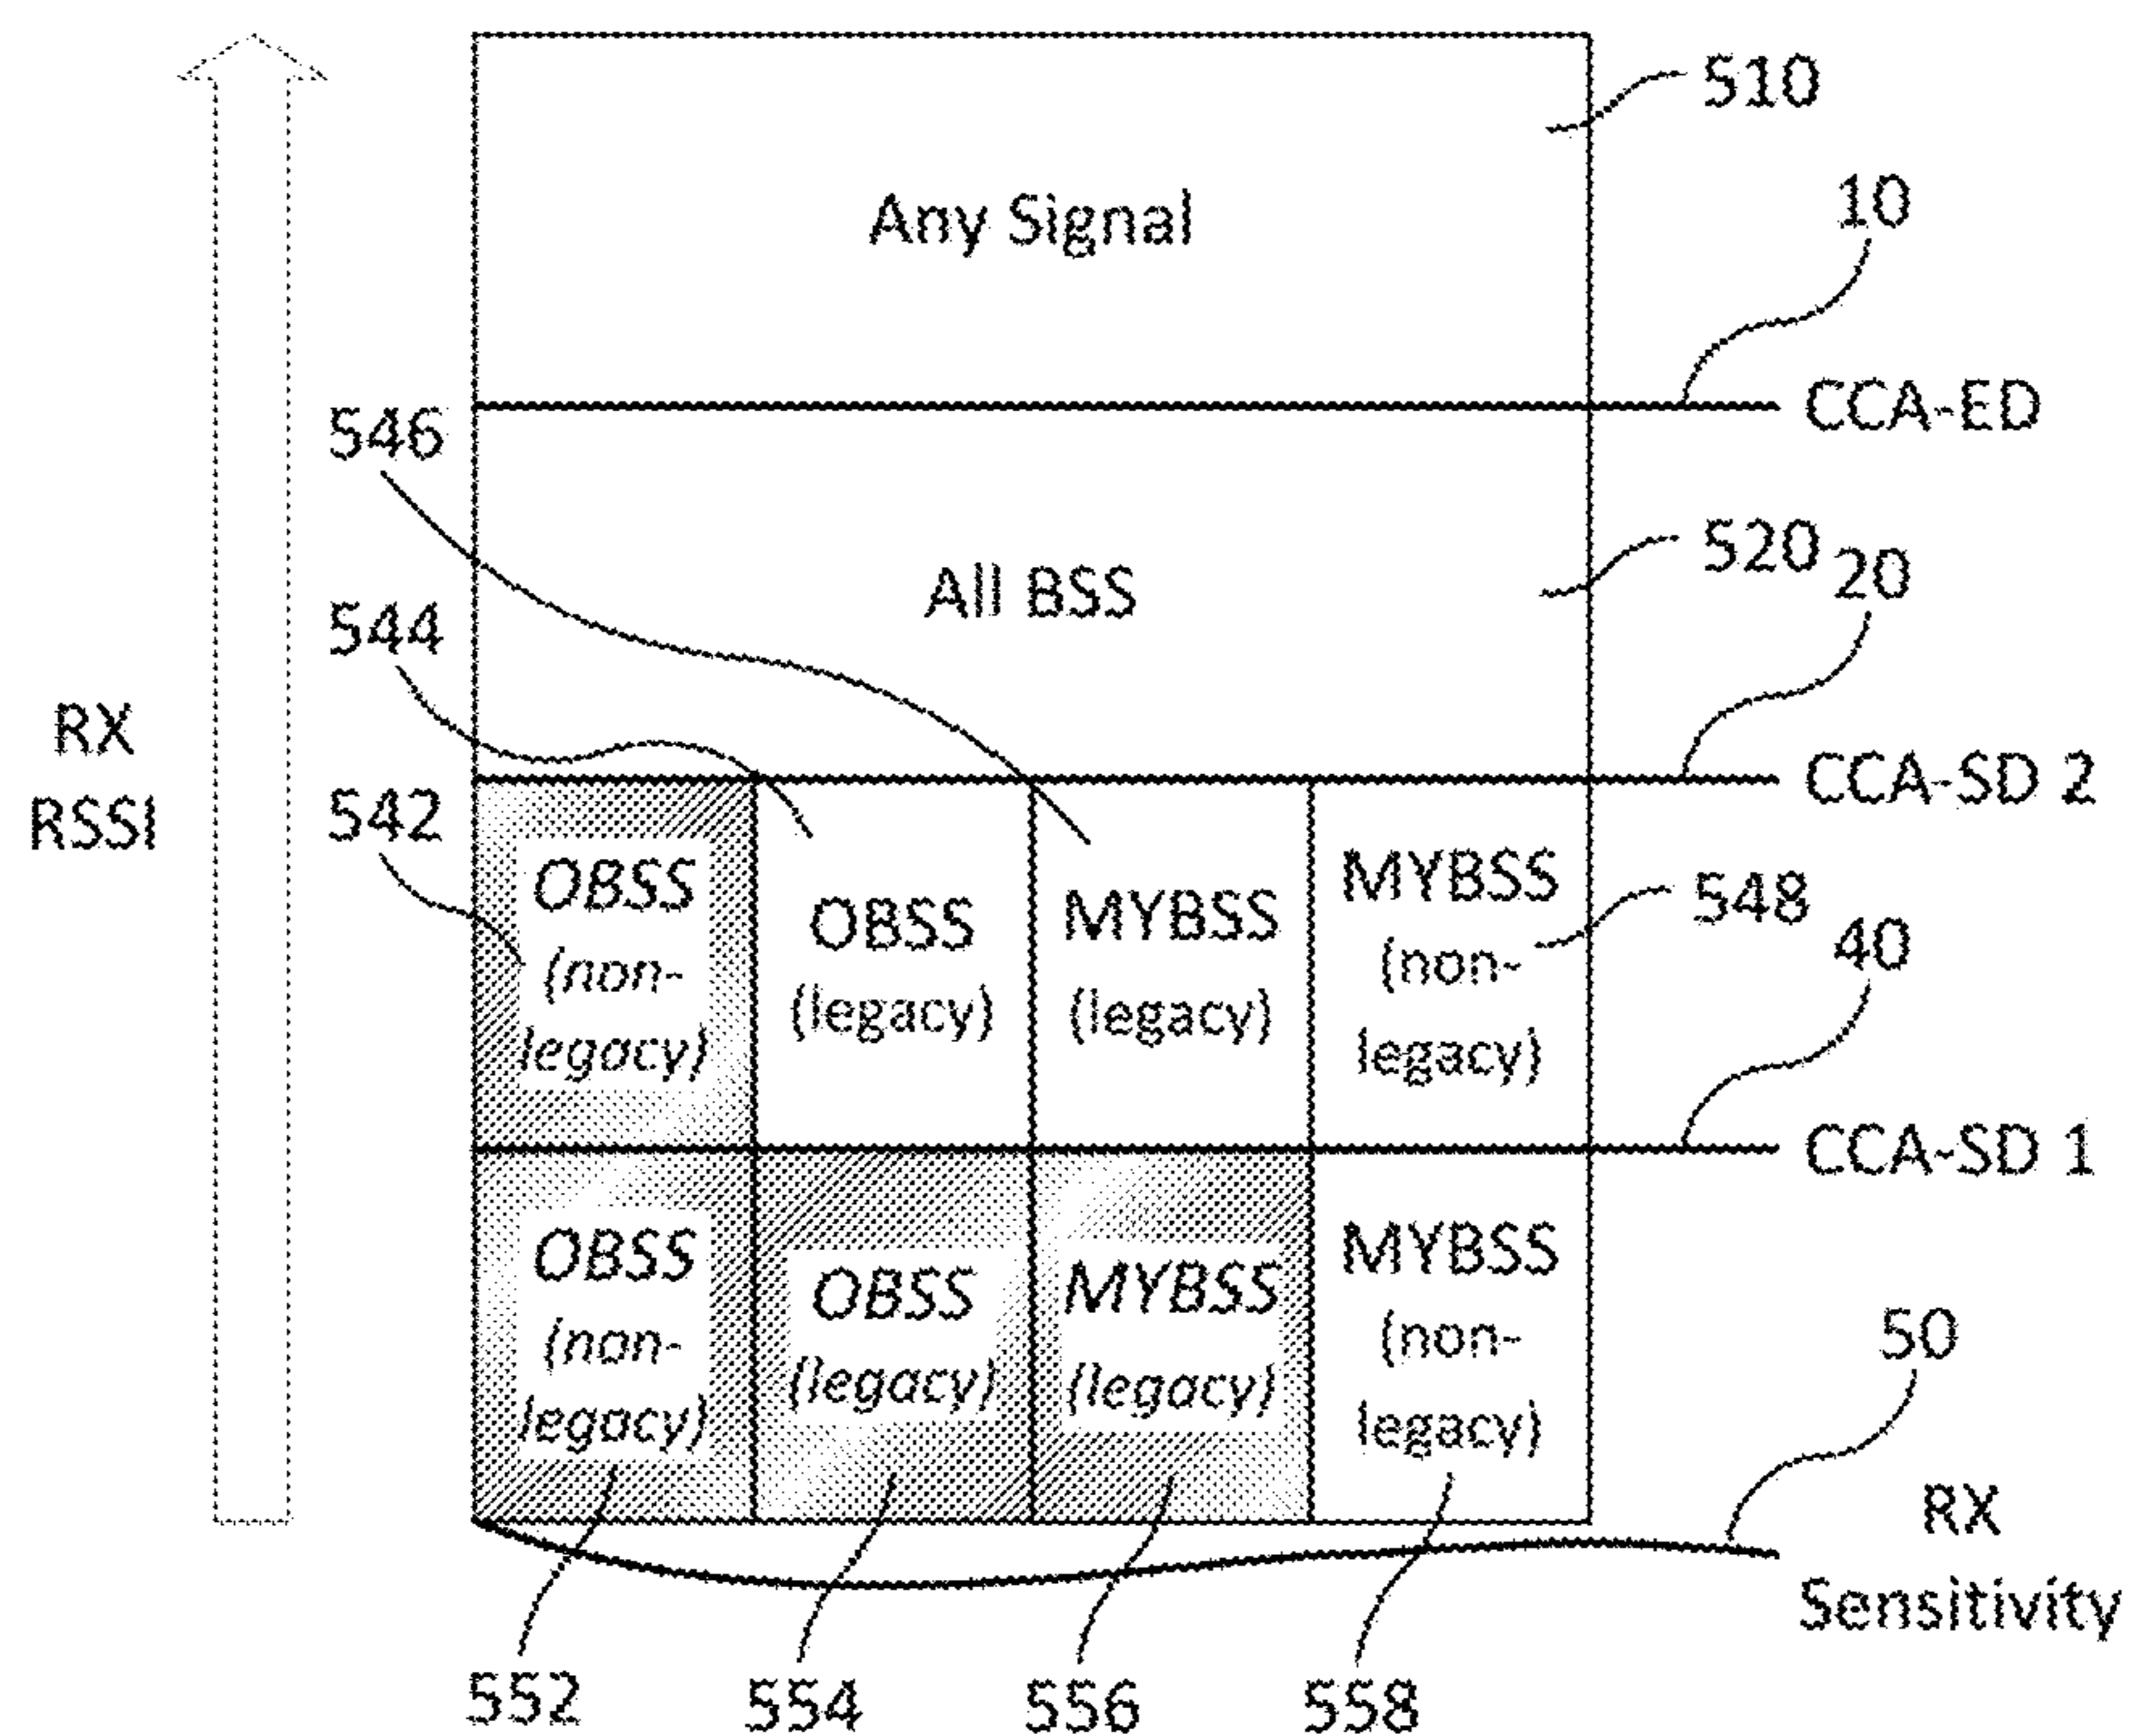 510
Any Signal
10
CCA-ED
546
520
20
All BSS
544
RX
RSSI
CCA-SD 2
542
OBSS
(non-
legacy)
OBSS
(legacy)
MYBSS
(legacy)
MYBSS
(non-
legacy)
548
40
CCA-SD 1
OBSS
(non-
legacy)
OBSS
(legacy)
MYBSS
(legacy)
MYBSS
(non-
legacy)
50
RX
Sensitivity
552
554
556
558